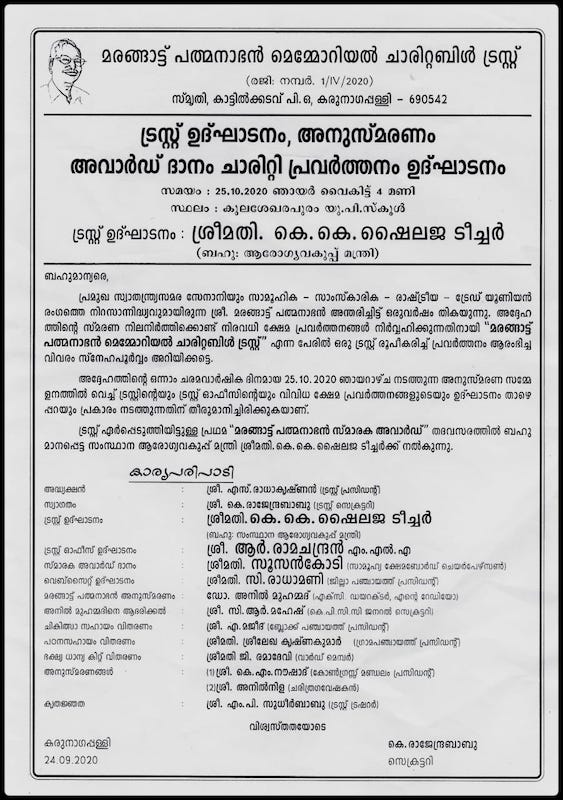 മരങ്ങാട്ട് പത്മനാഭൻ മെമ്മോറിയൽ ചാരിറ്റബിൾ ട്രസ്റ്റ്
(രജി: നമ്പർ. 1/IV/2020)
സ്മൃതി, കാട്ടിൽക്കടവ് പി.ഒ, കരുനാഗപ്പള്ളി – 690542
ട്രസ്റ്റ് ഉദ്ഘാടനം, അനുസ്മരണം
അവാർഡ് ദാനം ചാരിറ്റി പ്രവർത്തനം ഉദ്ഘാടനം
സമയം : 25.10.2020 ഞായർ വൈകിട്ട് 4 മണി
സ്ഥലം : കുലശേഖരപുരം യു.പി.സ്കൂൾ
ട്രസ്റ്റ് ഉദ്ഘാടനം : ശ്രീമതി. കെ.കെ.ഷൈലജ ടീച്ചർ
(ബഹു: ആരോഗ്യവകുപ്പ് മന്ത്രി)
ബഹുമാന്യരെ,
പ്രമുഖ സ്വാതന്ത്ര്യസമര സേനാനിയും സാമൂഹിക – സാംസ്കാരിക – രാഷ്ട്രീയ – ട്രേഡ് യൂണിയൻ
രംഗത്തെ നിറസാന്നിദ്ധ്യവുമായിരുന്ന ശ്രീ. മരങ്ങാട്ട് പത്മനാഭൻ അന്തരിച്ചിട്ട് ഒരുവർഷം തികയുന്നു. അദ്ദേഹ
ത്തിന്റെ സ്മരണ നിലനിർത്തിക്കൊണ്ട് നിരവധി ക്ഷേമ പ്രവർത്തനങ്ങൾ നിർവ്വഹിക്കുന്നതിനായി "മരങ്ങാട്ട്
പത്മനാഭൻ മെമ്മോറിയൽ ചാരിറ്റബിൾ ട്രസ്റ്റ്" എന്ന പേരിൽ ഒരു ട്രസ്റ്റ് രൂപീകരിച്ച് പ്രവർത്തനം ആരംഭിച്ച
വിവരം സ്നേഹപൂർവ്വം അറിയിക്കട്ടെ.
അദ്ദേഹത്തിന്റെ ഒന്നാം ചരമവാർഷിക ദിനമായ 25.10.2020 ഞായറാഴ്ച നടത്തുന്ന അനുസ്മരണ സമ്മേ
ളനത്തിൽ വെച്ച് ട്രസ്റ്റിന്റെയും ട്രസ്റ്റ് ഓഫീസിന്റെയും വിവിധ ക്ഷേമ പ്രവർത്തനങ്ങളുടെയും ഉദ്ഘാടനം താഴെ
പ്പറയും പ്രകാരം നടത്തുന്നതിന് തീരുമാനിച്ചിരിക്കുകയാണ്.
ട്രസ്റ്റ് ഏർപ്പെടുത്തിയിട്ടുള്ള പ്രഥമ "മരങ്ങാട്ട് പത്മനാഭൻ സ്മാരക അവാർഡ്" തദവസരത്തിൽ ബഹു
മാനപ്പെട്ട സംസ്ഥാന ആരോഗ്യവകുപ്പ് മന്ത്രി ശ്രീമതി.കെ.കെ.ഷൈലജ ടീച്ചർക്ക് നൽകുന്നു.
കാര്യപരിപാടി
അദ്ധ്യക്ഷൻ : ശ്രീ. എസ്.രാധാകൃഷ്ണൻ (ട്രസ്റ്റ് പ്രസിഡന്റ്)
സ്വാഗതം : ശ്രീ. കെ.രാജേന്ദ്രബാബു (ട്രസ്റ്റ് സെക്രട്ടറി)
ട്രസ്റ്റ് ഉദ്ഘാടനം : ശ്രീമതി.കെ.കെ.ഷൈലജ ടീച്ചർ
(ബഹു: സംസ്ഥാന ആരോഗ്യവകുപ്പ് മന്ത്രി)
ട്രസ്റ്റ് ഓഫീസ് ഉദ്ഘാടനം : ശ്രീ. ആർ.രാമചന്ദ്രൻ എം.എൽ.എ
സ്മാരക അവാർഡ് ദാനം : ശ്രീമതി. സൂസൻകോടി (സാമൂഹ്യ ക്ഷേമബോർഡ് ചെയർപേഴ്സൺ)
വെബ്സൈറ്റ് ഉദ്ഘാടനം : ശ്രീമതി. സി.രാധാമണി (ജില്ലാ പഞ്ചായത്ത് പ്രസിഡന്റ്)
മരങ്ങാട്ട് പത്മനാഭൻ അനുസ്മരണം : ഡോ. അനിൽ മുഹമ്മദ് (എക്സി. ഡയറക്ടർ, എന്റെ റേഡിയോ)
അനിൽ മുഹമ്മദിനെ ആദരിക്കൽ : ശ്രീ. സി.ആർ.മഹേഷ് (കെ.പി.സി.സി ജനറൽ സെക്രട്ടറി)
ചികിത്സാ സഹായം വിതരണം : ശ്രീ. എ.മജീദ് (ബ്ലോക്ക് പഞ്ചായത്ത് പ്രസിഡന്റ്)
പഠനസഹായം വിതരണം : ശ്രീമതി. ശ്രീലേഖ കൃഷ്ണകുമാർ (ഗ്രാമപഞ്ചായത്ത് പ്രസിഡന്റ്)
ഭക്ഷ്യ ധാന്യ കിറ്റ് വിതരണം : ശ്രീമതി ജി. രമാദേവി (വാർഡ് മെമ്പർ)
അനുസ്മരണങ്ങൾ : (1)ശ്രീ. കെ.എം.നൗഷാദ് (കോൺഗ്രസ് മണ്ഡലം പ്രസിഡന്റ്)
(2)ശ്രീ. അനിൽനിള (ചരിത്രഗവേഷകൻ)
കൃതജ്ഞത : ശ്രീ. എം.പി. സുധീർബാബു (ട്രസ്റ്റ് ട്രഷറർ)
വിശ്വസ്തതയോടെ
കരുനാഗപ്പള്ളി കെ.രാജേന്ദ്രബാബു
24.09.2020 സെക്രട്ടറി